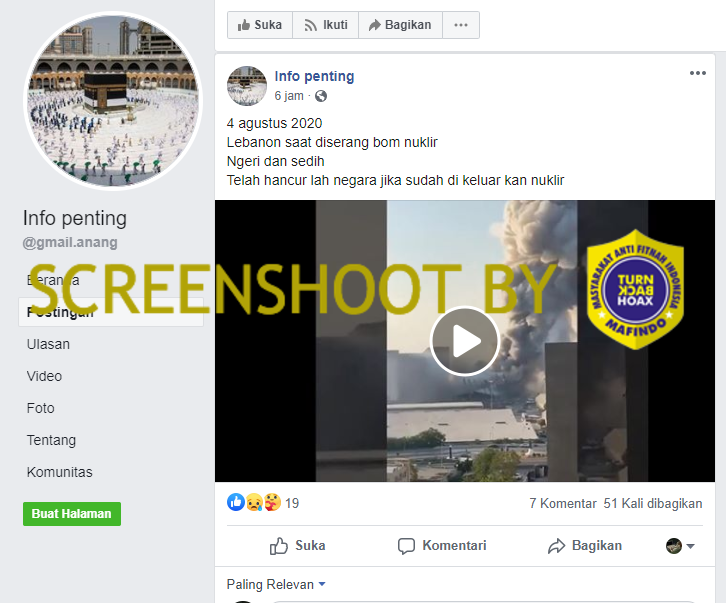 Suka
Ikuti
Bagikan
Info penting
6 jam ·
4 agustus 2020
Lebanon saat diserang bom nuklir
Ngeri dan sedih
Telah hancur lah negara jika sudah di keluar kan nuklir
Info penting
@gmail.anang
Beranda
Postingan
Ulasan
Video
Foto
Tentang
Komunitas
Buat Halaman
SCREENSHOOT BY
MASYARAKAT ANTI FITNAH INDONESIA
TURN
BACK
HOAX
MAFINDO
19
7 Komentar 51 Kali dibagikan
Suka
Komentari
Bagikan
Paling Relevan